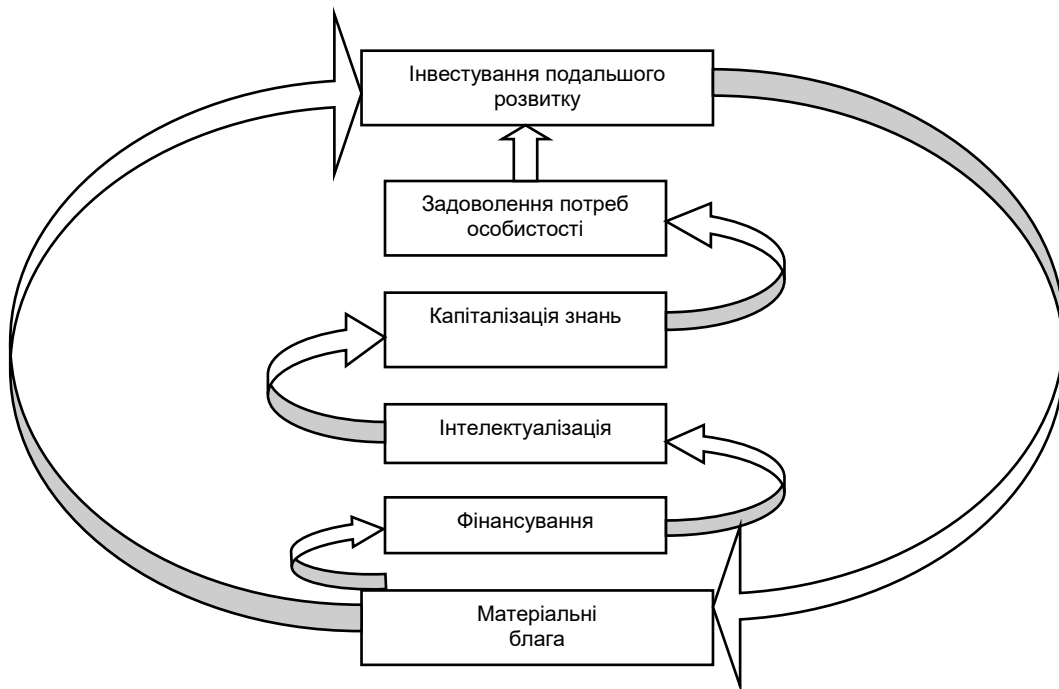 Інвестування подальшого
розвитку
Задоволення потреб
особистості
Капіталізація знань
Інтелектуалізація
Фінансування
Матеріальні
блага